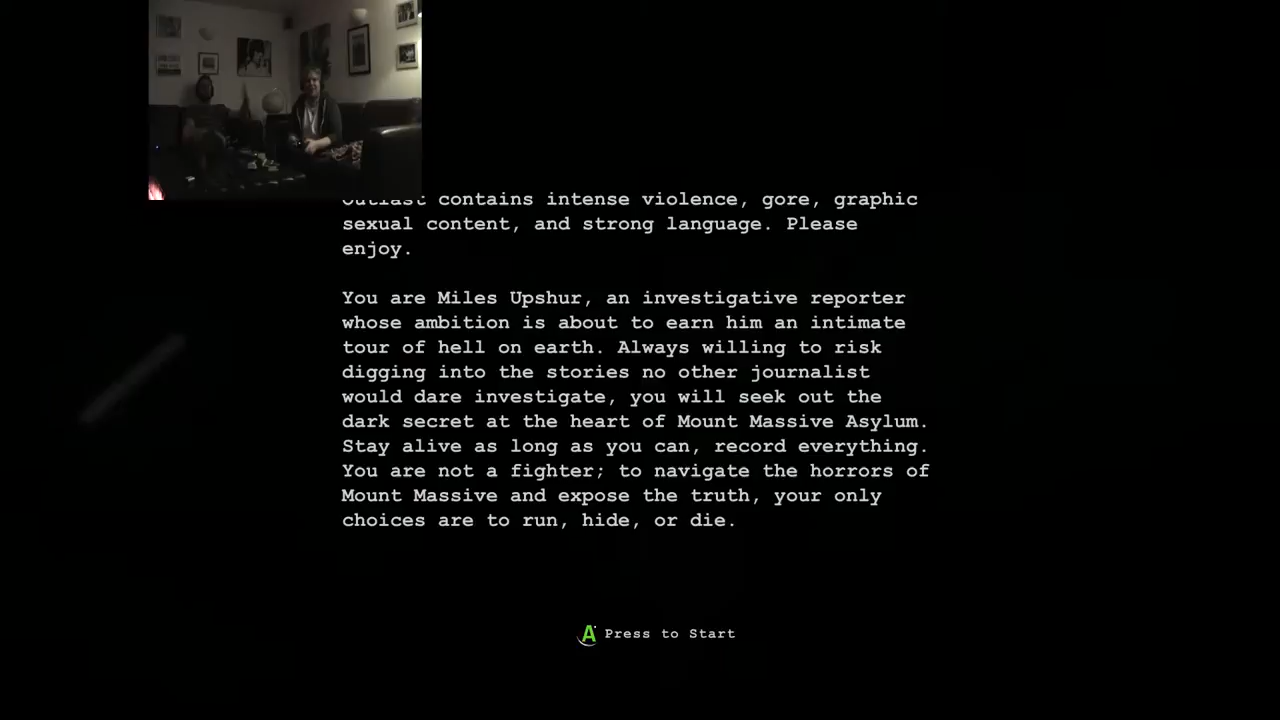 Outlast contains intense violence, gore, graphic
sexual content, and strong language. Please
enjoy.
You are Miles Upshur, an investigative reporter
whose ambition is about to earn him an intimate
tour of hell on earth. Always willing to risk
digging into the stories no other journalist
would dare investigate, you will seek out the
dark secret at the heart of Mount Massive Asylum.
Stay alive as long as you can, record everything.
You are not a fighter; to navigate the horrors of
Mount Massive and expose the truth, your only
choices are to run, hide, or die.
A Press to Start